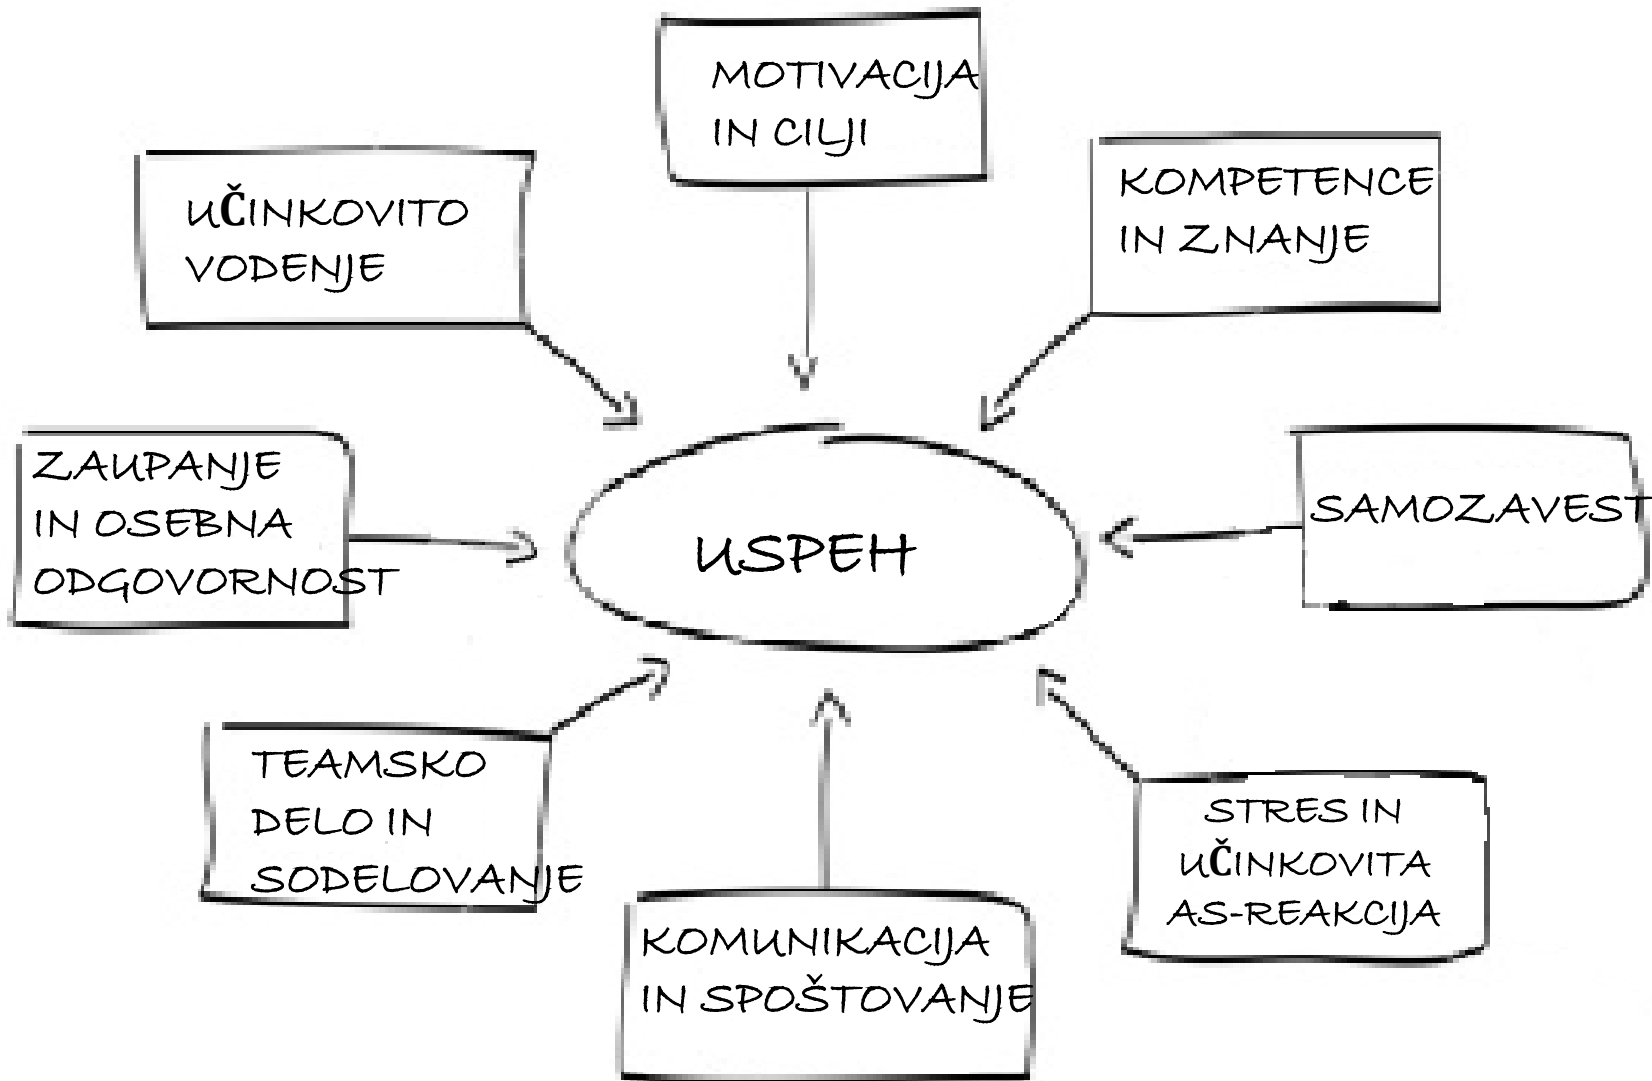 MOTIVACIJA
IN CILJI
KOMPETENCE
IN ZNANJE
UČINKOVITO
VODENJE
ZAUPANJE
IN OSEBNA
ODGOVORNOST
SAMOZAVEST
USPEH
TEAMSKO
DELO IN
SODELOVANJE
STRES IN
UČINKOVITA
AS-REAKCIJA
KOMUNIKACIJA
IN SPOŠTOVANJE